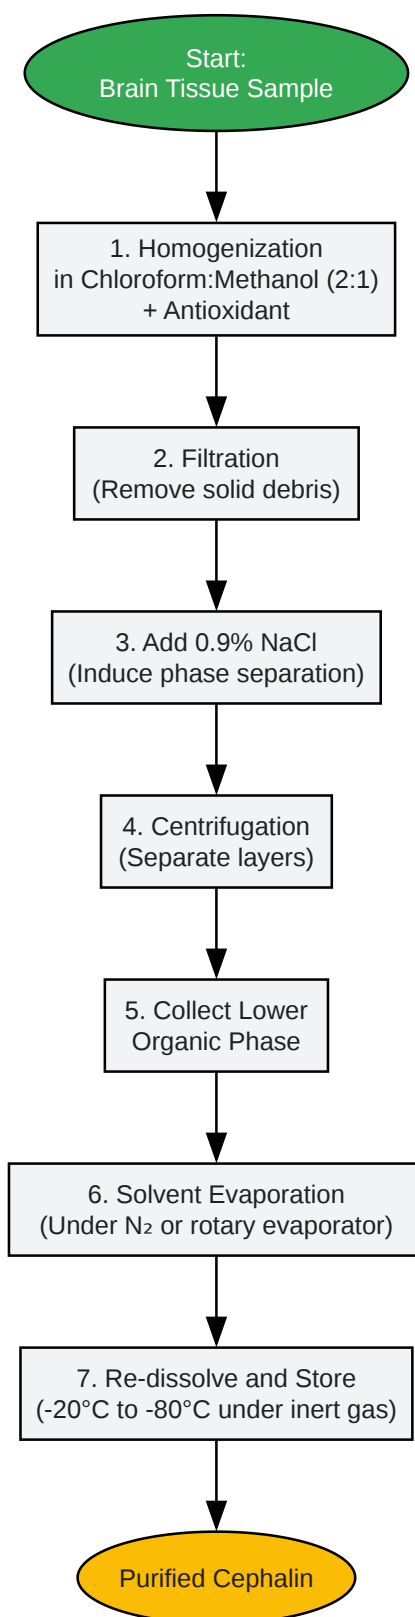 Start:
Brain Tissue Sample
1. Homogenization
in Chloroform:Methanol (2:1)
+ Antioxidant
2. Filtration
(Remove solid debris)
3. Add 0.9% NaCl
(Induce phase separation)
4. Centrifugation
(Separate layers)
5. Collect Lower
Organic Phase
6. Solvent Evaporation
(Under N₂ or rotary evaporator)
7. Re-dissolve and Store
(-20°C to -80°C under inert gas)
Purified Cephalin